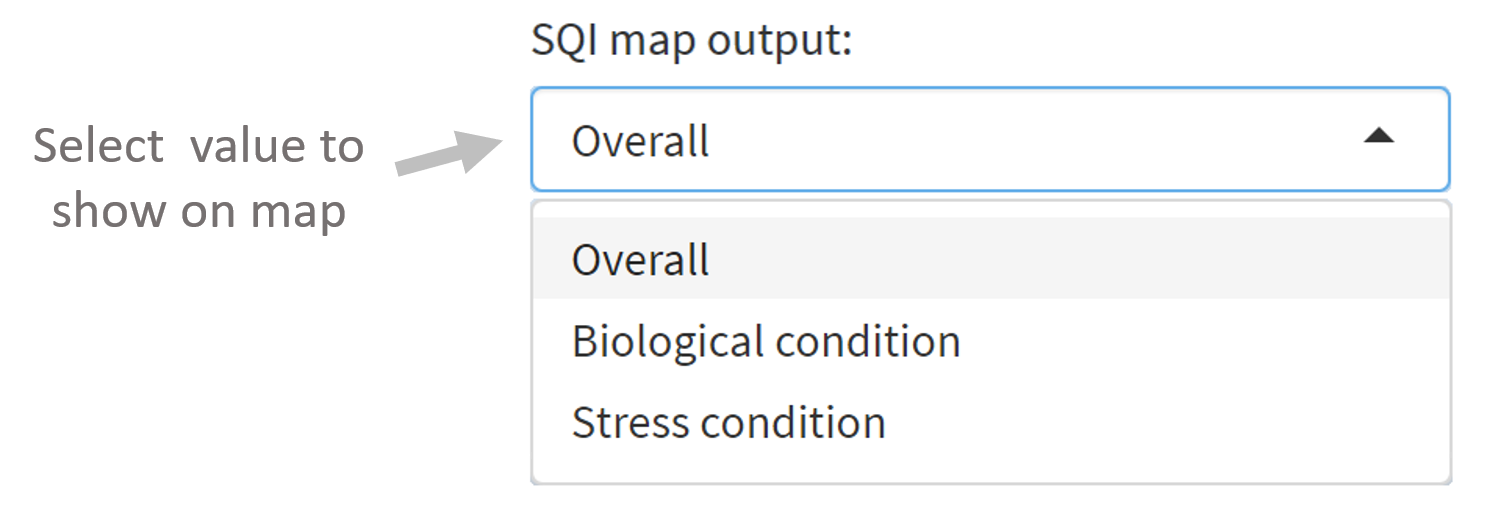 SQI map output:
Select value to
show on map
Overall
Overall
Biological condition
Stress condition